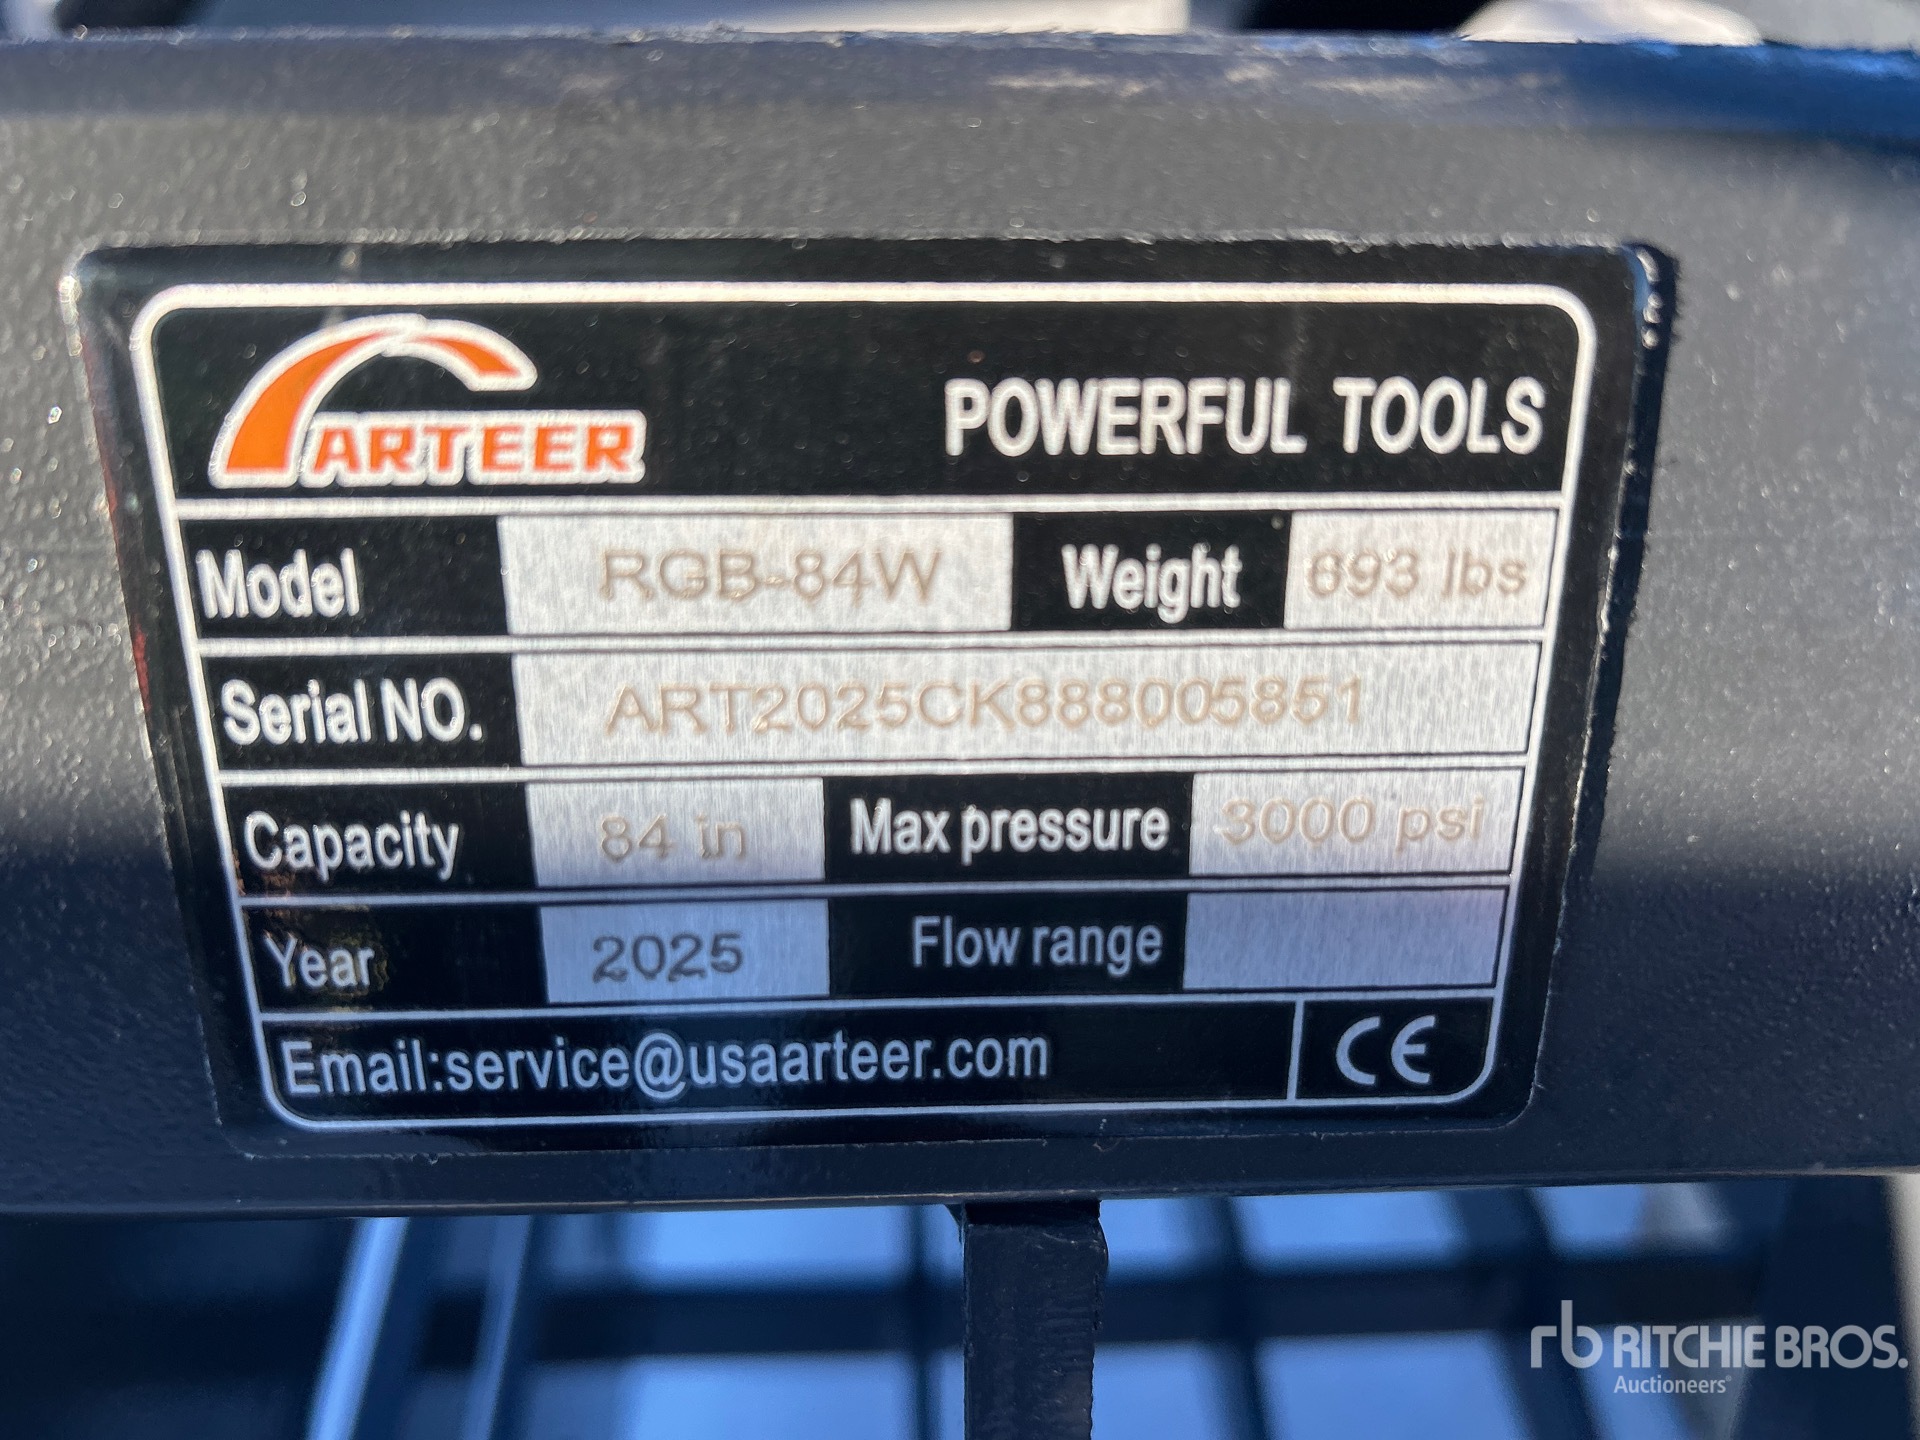 ARTEER POWERFUL TOOLS
Model RGB-84W Weight 693 lbs
Serial NO. ART2025CK888005851
Capacity 84 in Max pressure 3000 psi
Year 2025 Flow range
Email:service@usaarteer.com CE
rb RITCHIE BROS.
Auctioneers